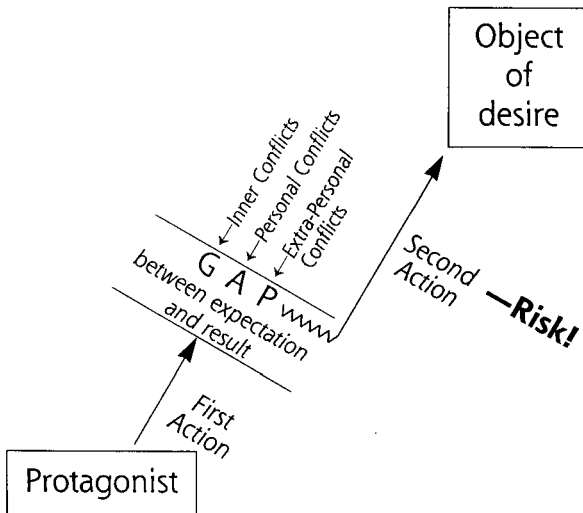 Object
of
desire
Inner Conflicts
Personal Conflicts
Extra-Personal
Conflicts
GAP
between expectation
and result
Second
Action
—Risk!
First
Action
Protagonist